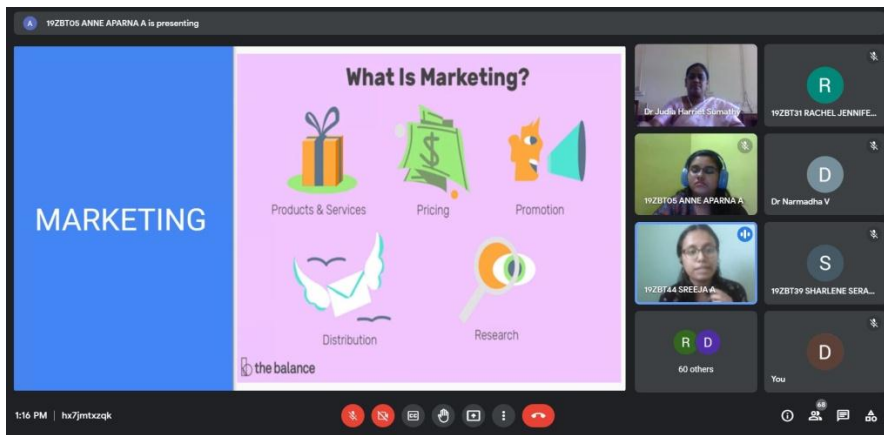 A
19ZBT05 ANNE APARNA A is presenting
MARKETING
What Is Marketing?
Products & Services
Pricing
Promotion
Distribution
Research
the balance
Dr Judia Harriet Sumathy
R
19ZBT31 RACHEL JENNIFE...
19ZBT05 ANNE APARNA A
D
Dr Narmadha V
19ZBT44 SREEJA A
S
19ZBT39 SHARLENE SERA...
R D
60 others
D
You
1:16 PM | hx7jmtxzqk
CC
68